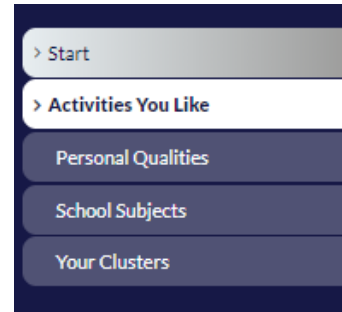 > Start
> Activities You Like
Personal Qualities
School Subjects
Your Clusters